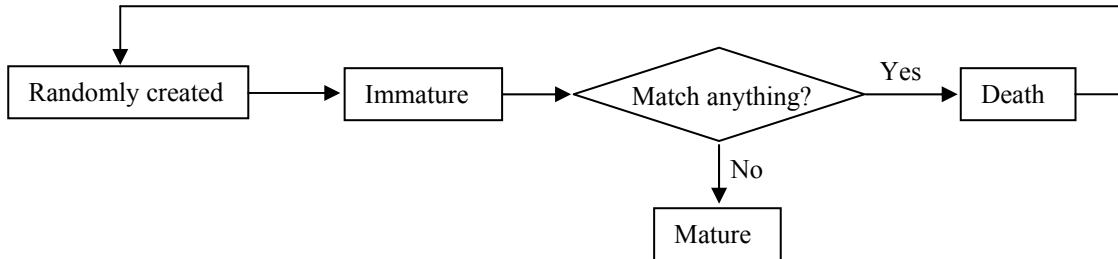 Randomly created
Immature
Match anything?
Yes
Death
No
Mature